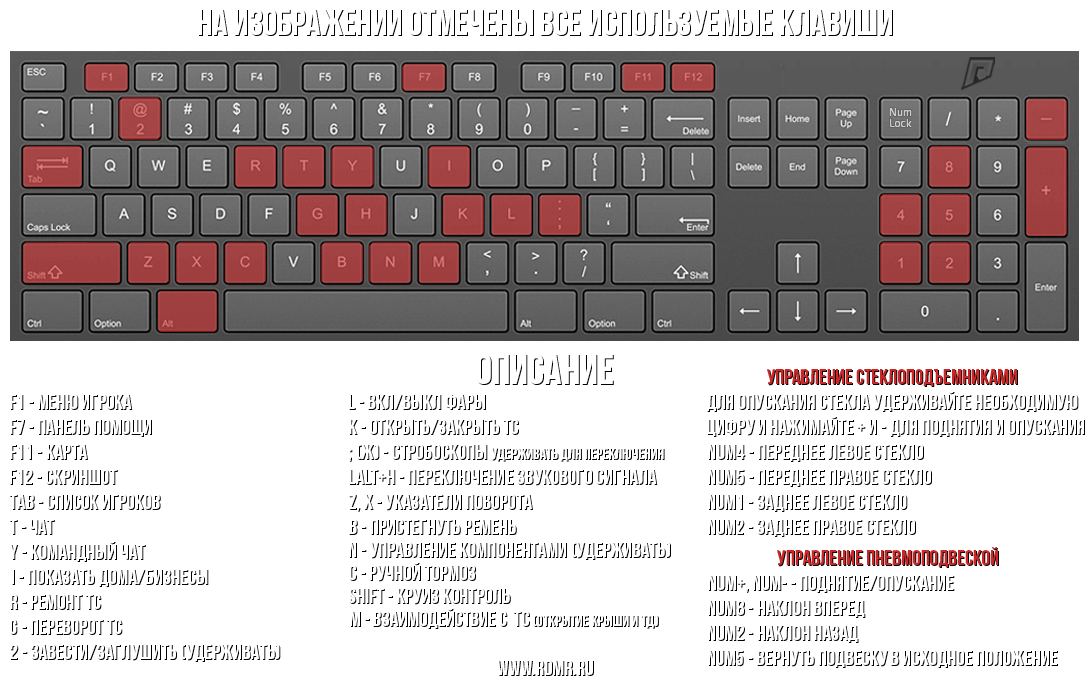 НА ИЗОБРАЖЕНИИ ОТМЕЧЕНЫ ВСЕ ИСПОЛЬЗУЕМЫЕ КЛАВИШИ
ESC F1 F2 F3 F4 F5 F6 F7 F8 F9 F10 F11 F12
~ ! @ # $ % ^ & * ( ) — +
` 1 2 3 4 5 6 7 8 9 0 - = Delete
Insert Home Page Up Num Lock / * −
Tab Q W E R T Y U I O P { [ } ] | \
Delete End Page Down 7 8 9 +
Caps Lock A S D F G H J K L : ; “ ‘ Enter
4 5 6
Shift Z X C V B N M < , > . ? / Shift
↑ 1 2 3 Enter
Ctrl Option Alt Alt Option Ctrl ← ↓ → 0 .
ОПИСАНИЕ
F1 - МЕНЮ ИГРОКА
F7 - ПАНЕЛЬ ПОМОЩИ
F11 - КАРТА
F12 - СКРИНШОТ
TAB - СПИСОК ИГРОКОВ
T - ЧАТ
Y - КОМАНДНЫЙ ЧАТ
I - ПОКАЗАТЬ ДОМА/БИЗНЕСЫ
R - РЕМОНТ ТС
G - ПЕРЕВОРОТ ТС
2 - ЗАВЕСТИ/ЗАГЛУШИТЬ (УДЕРЖИВАТЬ)
L - ВКЛ/ВЫКЛ ФАРЫ
K - ОТКРЫТЬ/ЗАКРЫТЬ ТС
; (Ж) - СТРОБОСКОПЫ УДЕРЖИВАТЬ ДЛЯ ПЕРЕКЛЮЧЕНИЯ
LALT+H - ПЕРЕКЛЮЧЕНИЕ ЗВУКОВОГО СИГНАЛА
Z, X - УКАЗАТЕЛИ ПОВОРОТА
B - ПРИСТЕГНУТЬ РЕМЕНЬ
N - УПРАВЛЕНИЕ КОМПОНЕНТАМИ (УДЕРЖИВАТЬ)
C - РУЧНОЙ ТОРМОЗ
SHIFT - КРУИЗ КОНТРОЛЬ
M - ВЗАИМОДЕЙСТВИЕ С ТС (ОТКРЫТИЕ КРЫШИ И ТД)
УПРАВЛЕНИЕ СТЕКЛОПОДЪЕМНИКАМИ
ДЛЯ ОПУСКАНИЯ СТЕКЛА УДЕРЖИВАЙТЕ НЕОБХОДИМУЮ
ЦИФРУ И НАЖИМАЙТЕ + И - ДЛЯ ПОДНЯТИЯ И ОПУСКАНИЯ
NUM4 - ПЕРЕДНЕЕ ЛЕВОЕ СТЕКЛО
NUM5 - ПЕРЕДНЕЕ ПРАВОЕ СТЕКЛО
NUM1 - ЗАДНЕЕ ЛЕВОЕ СТЕКЛО
NUM2 - ЗАДНЕЕ ПРАВОЕ СТЕКЛО
УПРАВЛЕНИЕ ПНЕВМОПОДВЕСКОЙ
NUM+, NUM- - ПОДНЯТИЕ/ОПУСКАНИЕ
NUM8 - НАКЛОН ВПЕРЕД
NUM2 - НАКЛОН НАЗАД
NUM5 - ВЕРНУТЬ ПОДВЕСКУ В ИСХОДНОЕ ПОЛОЖЕНИЕ
WWW.RDMR.RU